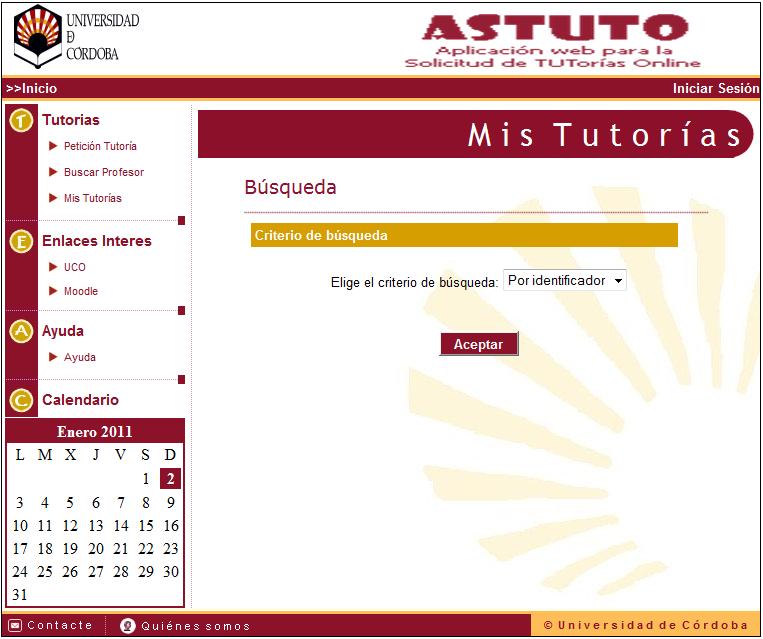 UNIVERSIDAD
Đ
CÓRDOBA
ASTUTO
Aplicación web para la
Solicitud de TUTorías Online
>>Inicio
Iniciar Sesión
T Tutorias
Petición Tutoría
Buscar Profesor
Mis Tutorías
E Enlaces Interes
UCO
Moodle
A Ayuda
Ayuda
C Calendario
Enero 2011
L M X J V S D
1 2
3 4 5 6 7 8 9
10 11 12 13 14 15 16
17 18 19 20 21 22 23
24 25 26 27 28 29 30
31
Mis Tutorías
Búsqueda
Criterio de búsqueda
Elige el criterio de búsqueda: Por identificador
Aceptar
Contacte
Quiénes somos
© Universidad de Córdoba